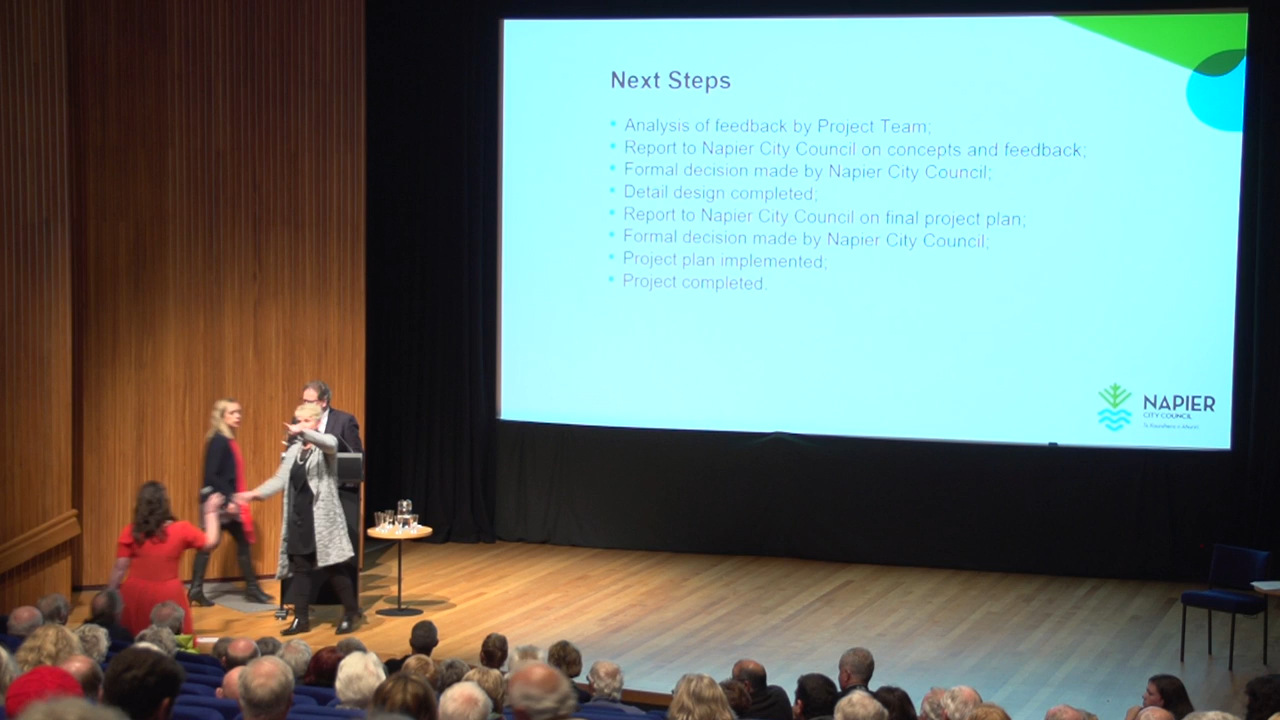 Next Steps
Analysis of feedback by Project Team;
Report to Napier City Council on concepts and feedback;
Formal decision made by Napier City Council;
Detail design completed;
Report to Napier City Council on final project plan;
Formal decision made by Napier City Council;
Project plan implemented;
Project completed.
NAPIER
CITY COUNCIL